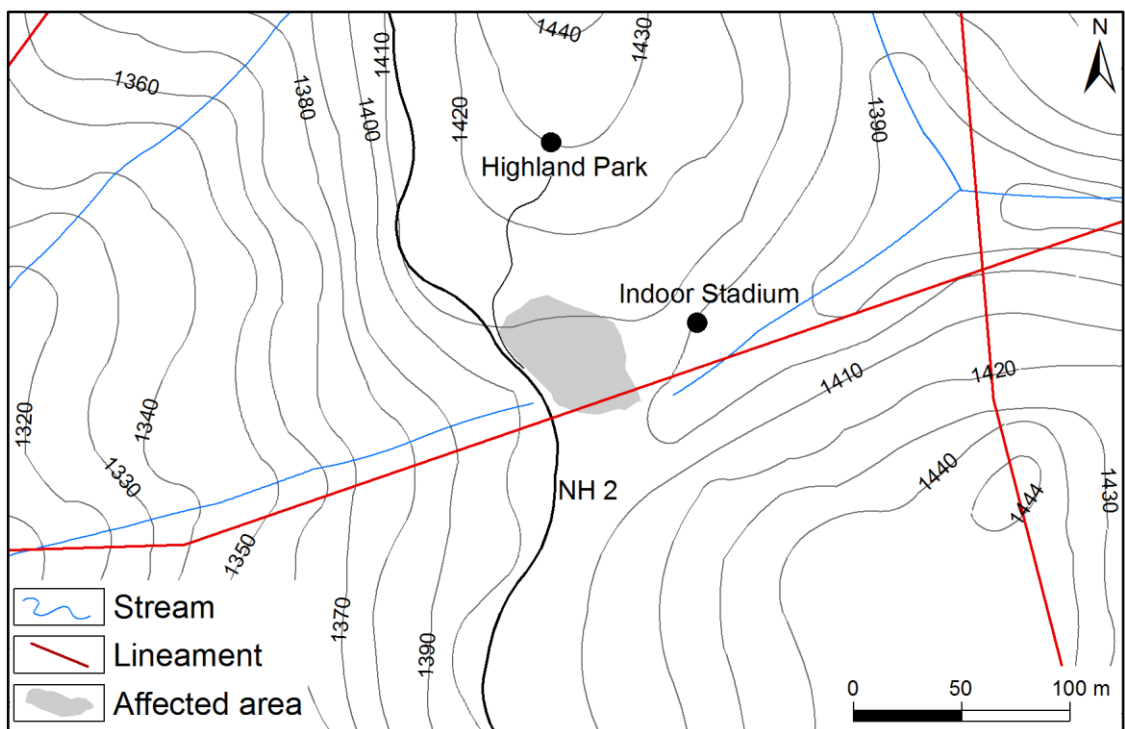 1440
1430
N
1410
1360
1380
1400
1420
1390
Highland Park
Indoor Stadium
1410
1420
1320
1340
1330
1440
1444
1430
NH 2
1350
1370
1390
Stream
Lineament
Affected area
0 50 100 m